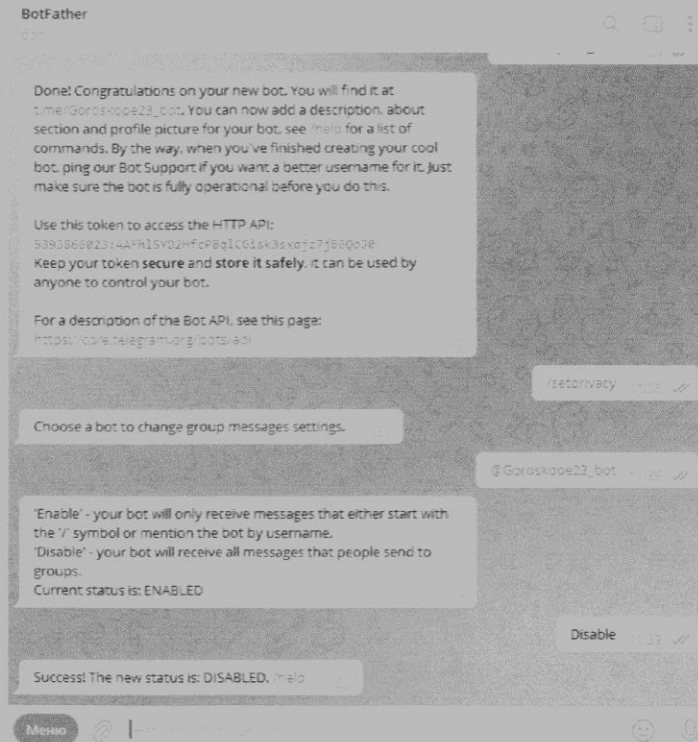 BotFather
Done! Congratulations on your new bot. You will find it at
t.me/Goroskope23_bot. You can now add a description, about
section and profile picture for your bot, see /help for a list of
commands. By the way, when you've finished creating your cool
bot, ping our Bot Support if you want a better username for it. Just
make sure the bot is fully operational before you do this.
Use this token to access the HTTP API:
Keep your token secure and store it safely, it can be used by
anyone to control your bot.
For a description of the Bot API, see this page:
https://core.telegram.org/bots/api
/setprivacy
Choose a bot to change group messages settings.
@Goroskope23_bot
'Enable' - your bot will only receive messages that either start with
the '/' symbol or mention the bot by username.
'Disable' - your bot will receive all messages that people send to
groups.
Current status is: ENABLED
Disable
Success! The new status is: DISABLED. /help
Меню